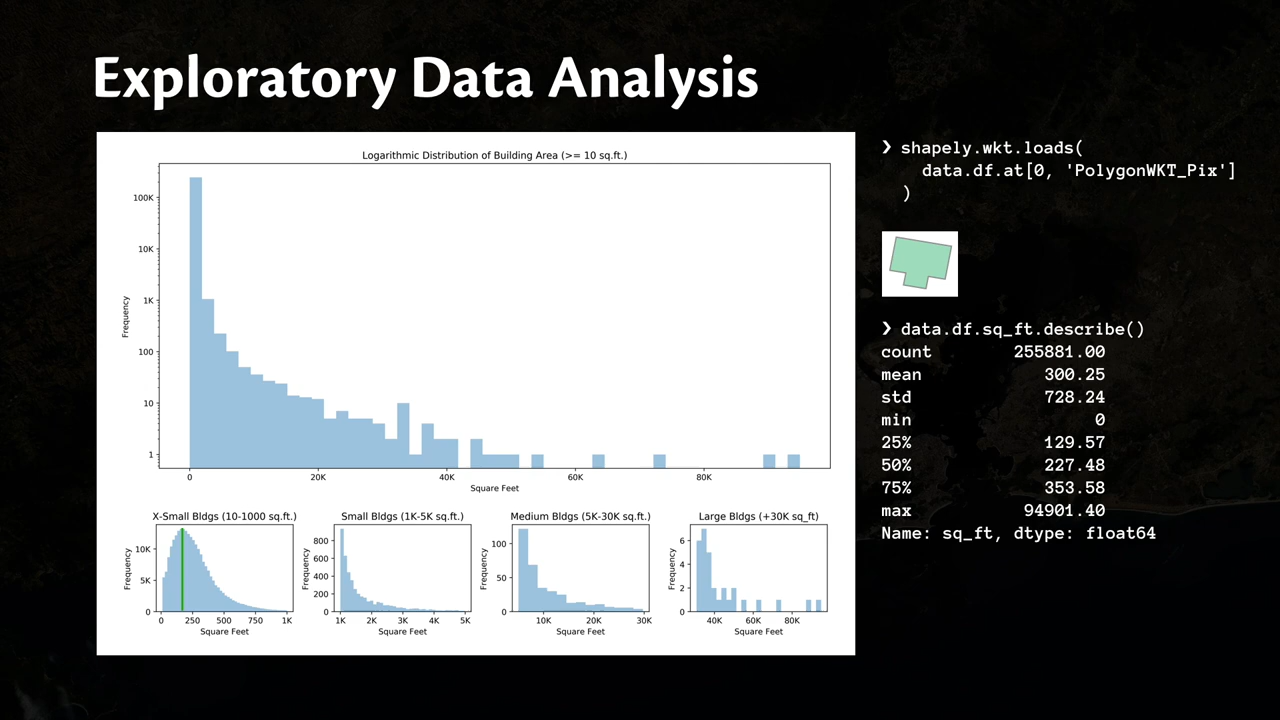 Exploratory Data Analysis
Logarithmic Distribution of Building Area (>= 10 sq.ft.)
Frequency
100K
10K
1K
100
10
1
0 20K 40K 60K 80K
Square Feet
X-Small Bldgs (10-1000 sq.ft.)
Frequency
10K
5K
0
0 250 500 750 1K
Square Feet
Small Bldgs (1K-5K sq.ft.)
Frequency
800
600
400
200
0
1K 2K 3K 4K 5K
Square Feet
Medium Bldgs (5K-30K sq.ft.)
Frequency
100
50
0
10K 20K 30K
Square Feet
Large Bldgs (+30K sq_ft)
Frequency
6
4
2
0
40K 60K 80K
Square Feet
❯ shapely.wkt.loads(
data.df.at[0, 'PolygonWKT_Pix']
)
❯ data.df.sq_ft.describe()
count 255881.00
mean 300.25
std 728.24
min 0
25% 129.57
50% 227.48
75% 353.58
max 94901.40
Name: sq_ft, dtype: float64